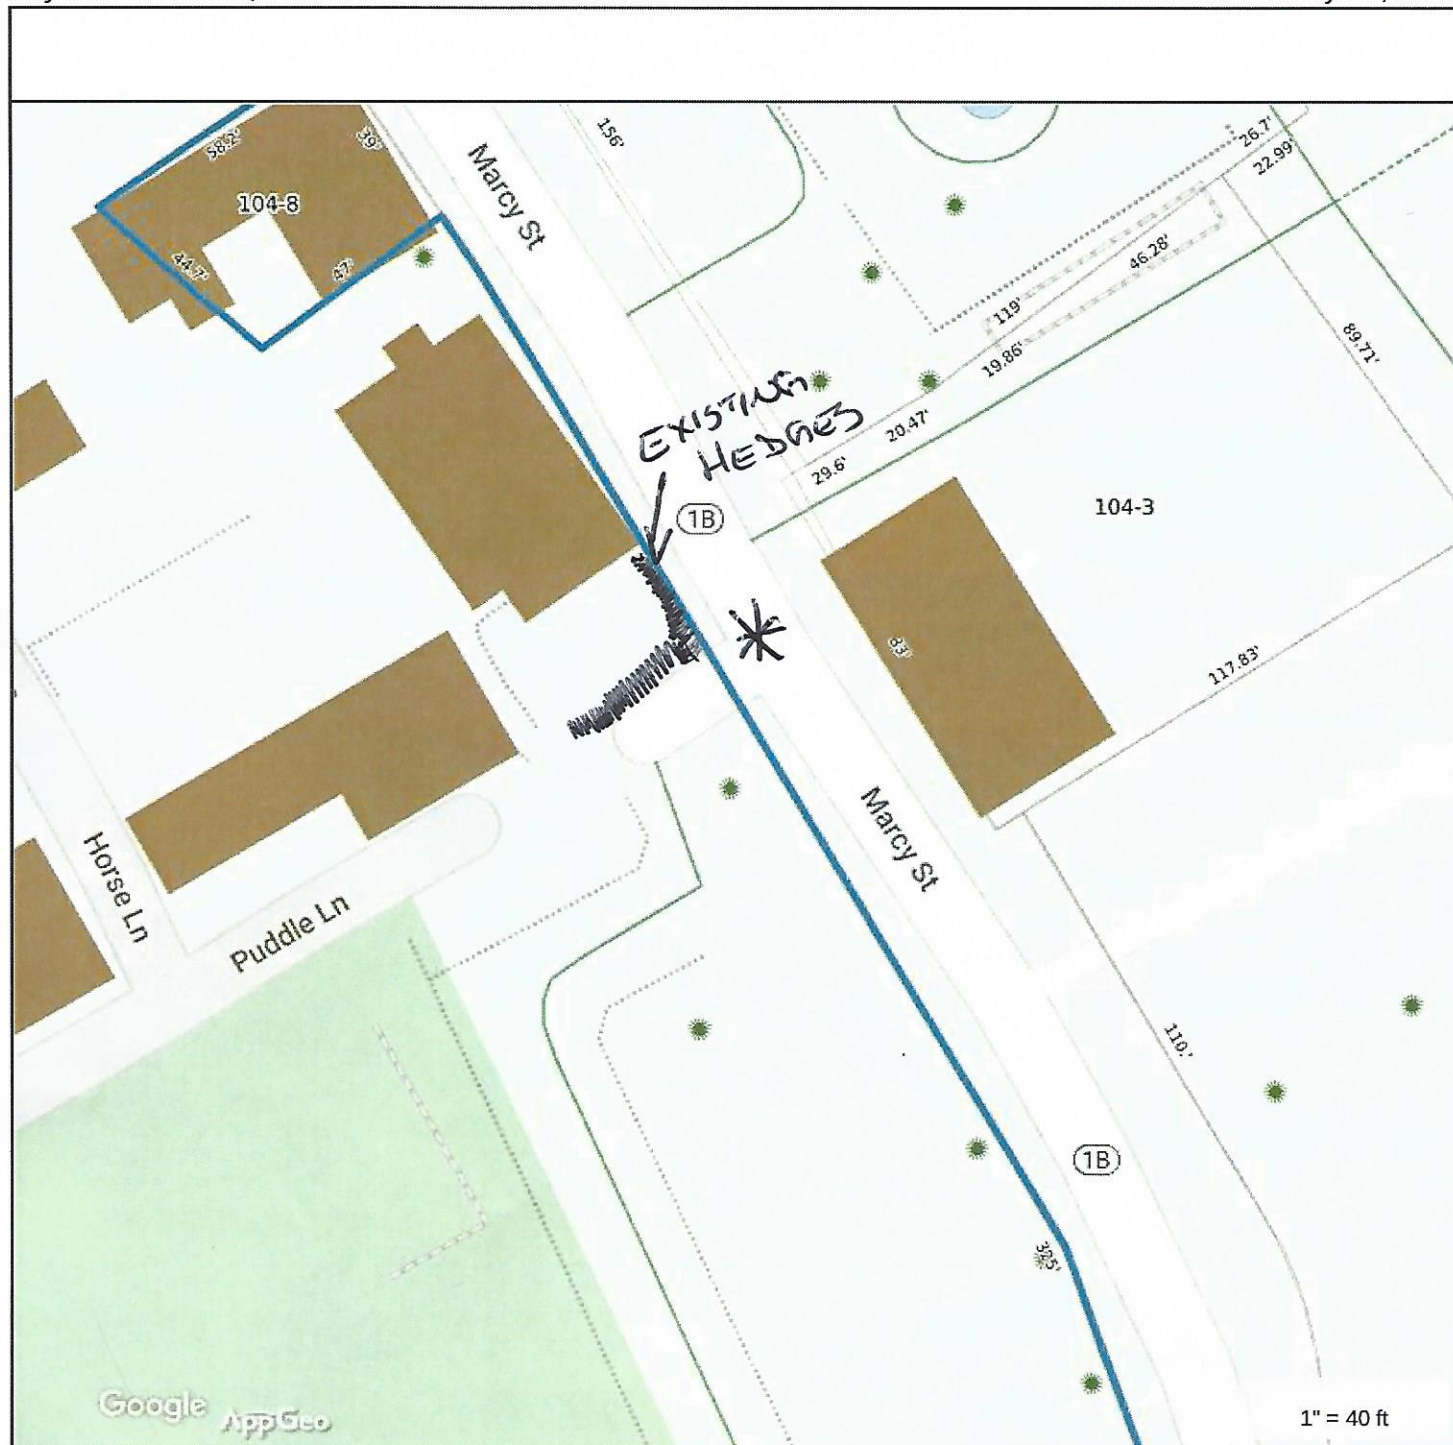 58.2'
39'
104-8
44.7'
47'
Marcy St
156'
26.7'
22.99'
46.28'
119'
19.86'
89.71'
EXISTING
HEDGES
20.47'
29.6'
1B
104-3
83'
117.83'
Marcy St
Horse Ln
Puddle Ln
110.'
1B
325'
Google AppGeo
1" = 40 ft